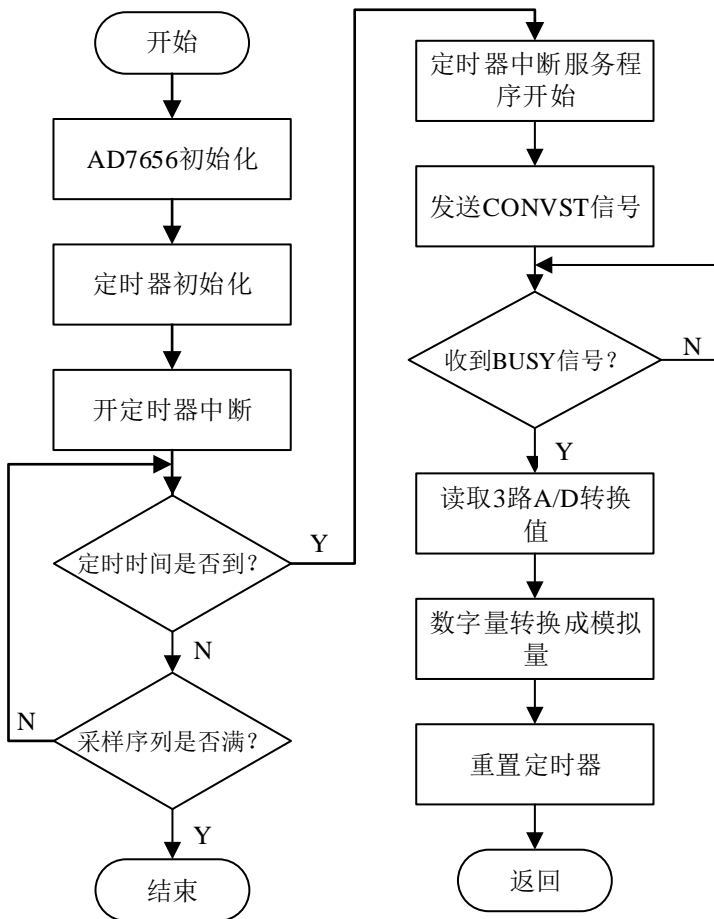 开始
AD7656初始化
定时器初始化
开定时器中断
定时时间是否到?
Y
N
采样序列是否满?
N
Y
结束
定时器中断服务程
序开始
发送CONVST信号
收到BUSY信号?
N
Y
读取3路A/D转换
值
数字量转换成模拟
量
重置定时器
返回